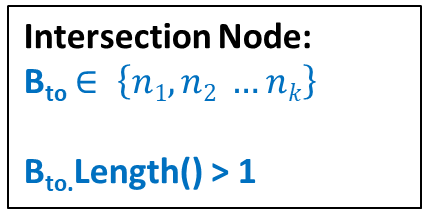 Intersection Node:
Bto ∈ {n1, n2 ...nk}
Bto.Length() > 1